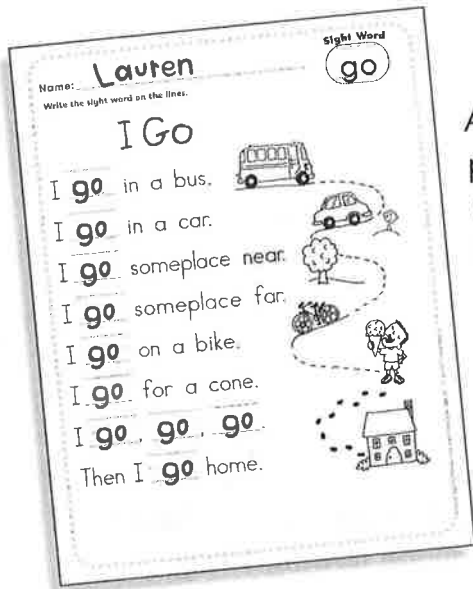 Sight Word
go
Name: Lauren
Write the sight word on the lines.
I Go
I go in a bus.
I go in a car.
I go someplace near.
I go someplace far.
I go on a bike.
I go for a cone.
I go, go, go.
Then I go home.